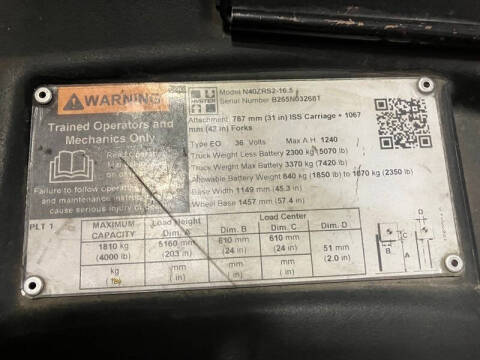 WARNING
Trained Operators and
Mechanics Only
Read
Operator
Failure to follow
and maintenance
cause serious injury
HYSTER
Model N40ZRS2-16.5
Serial Number B265N03268T
Attachment 787 mm (31 in) ISS Carriage + 1067
mm (42 in) Forks
Type EO 36 Volts Max A.H. 1240
Truck Weight Less Battery 2300 kg (5070 lb)
Truck Weight Max Battery 3370 kg (7420 lb)
Allowable Battery Weight 840 kg (1850 lb) to 1070 kg (2350 lb)
Base Width 1149 mm (45.3 in)
Wheel Base 1457 mm (57.4 in)
PLT 1
MAXIMUM CAPACITY
Load Height Dim. A
Load Center
Dim. B Dim. C Dim. D
1810 kg 5160 mm 610 mm 610 mm 51 mm
(4000 lb) (203 in) (24 in) (24 in) (2.0 in)
kg mm mm mm mm
(lb) (in) (in) (in) (in)
D
C
B A